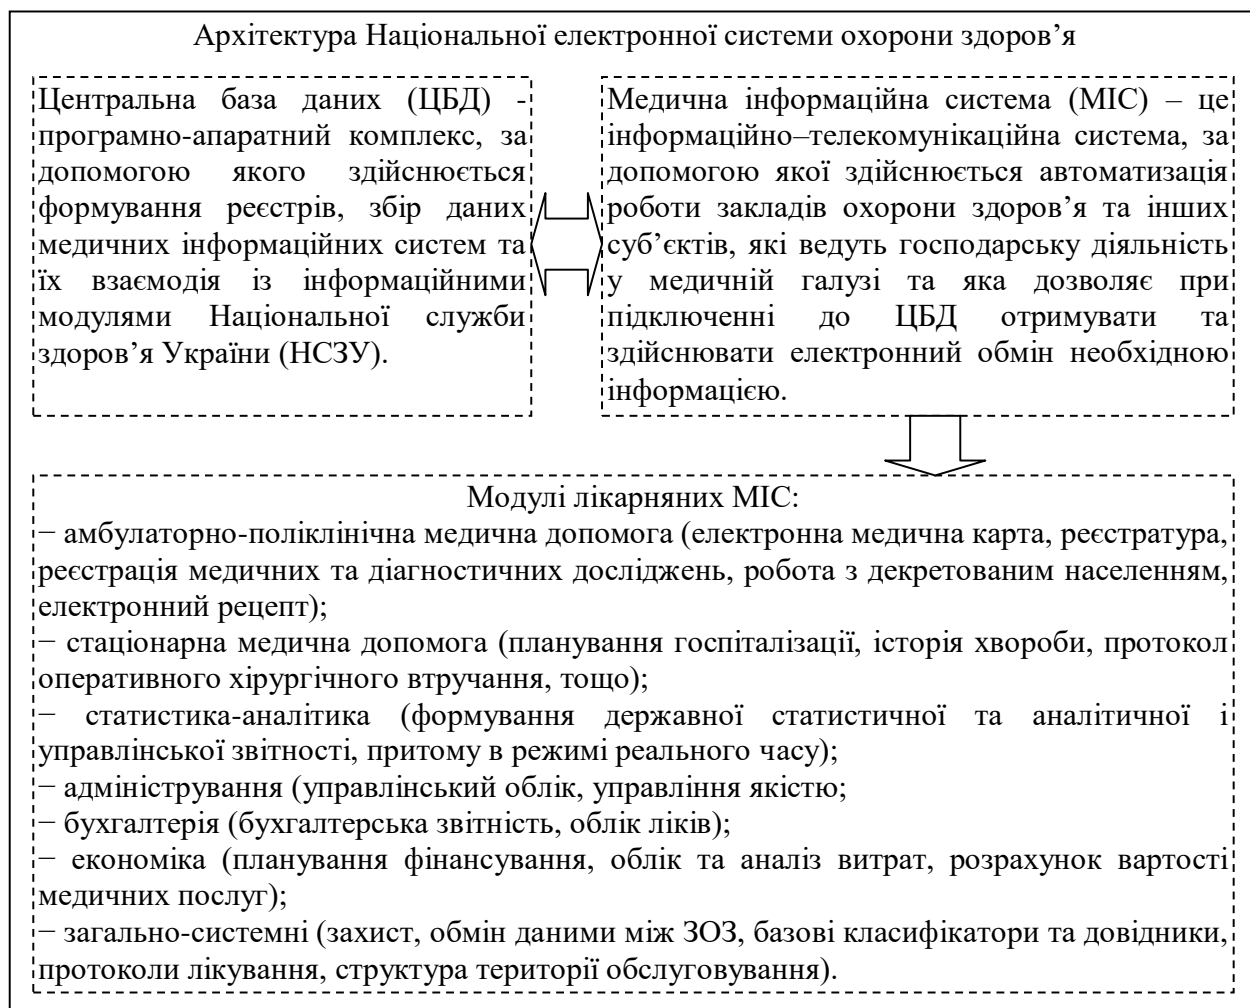 Архітектура Національної електронної системи охорони здоров’я
Центральна база даних (ЦБД) -
програмно-апаратний комплекс, за
допомогою якого здійснюється
формування реєстрів, збір даних
медичних інформаційних систем та
їх взаємодія із інформаційними
модулями Національної служби
здоров’я України (НСЗУ).
Медична інформаційна система (МІС) – це
інформаційно–телекомунікаційна система, за
допомогою якої здійснюється автоматизація
роботи закладів охорони здоров’я та інших
суб’єктів, які ведуть господарську діяльність
у медичній галузі та яка дозволяє при
підключенні до ЦБД отримувати та
здійснювати електронний обмін необхідною
інформацією.
Модулі лікарняних МІС:
− амбулаторно-поліклінічна медична допомога (електронна медична карта, реєстратура,
реєстрація медичних та діагностичних досліджень, робота з декретованим населенням,
електронний рецепт);
− стаціонарна медична допомога (планування госпіталізації, історія хвороби, протокол
оперативного хірургічного втручання, тощо);
− статистика-аналітика (формування державної статистичної та аналітичної і
управлінської звітності, притому в режимі реального часу);
− адміністрування (управлінський облік, управління якістю;
− бухгалтерія (бухгалтерська звітність, облік ліків);
− економіка (планування фінансування, облік та аналіз витрат, розрахунок вартості
медичних послуг);
− загально-системні (захист, обмін даними між ЗОЗ, базові класифікатори та довідники,
протоколи лікування, структура території обслуговування).